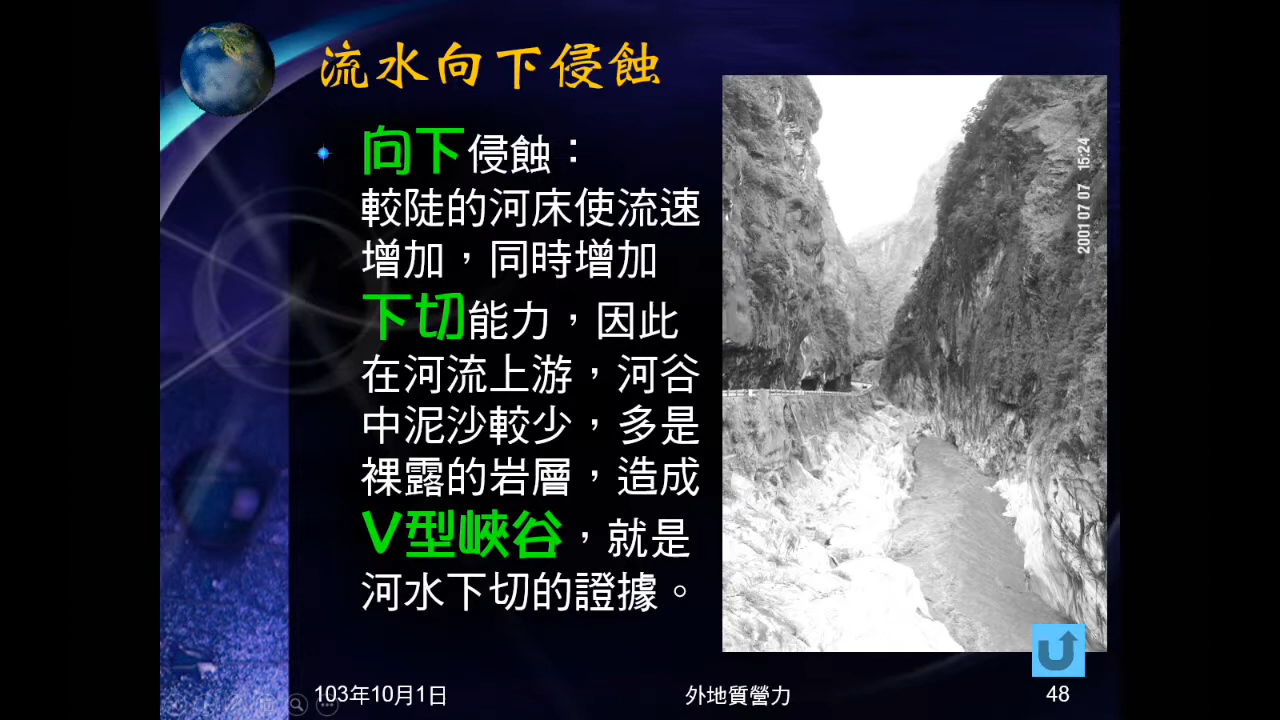 流水向下侵蝕
向下侵蝕：
較陡的河床使流速
增加，同時增加
下切能力，因此
在河流上游，河谷
中泥沙較少，多是
裸露的岩層，造成
V型峽谷，就是
河水下切的證據。
2001 07 07 15:24
103年10月1日
外地質營力
48